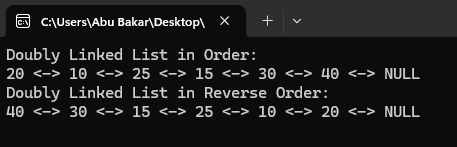 C:\Users\Abu Bakar\Desktop\
Doubly Linked List in Order:
20 <-> 10 <-> 25 <-> 15 <-> 30 <-> 40 <-> NULL
Doubly Linked List in Reverse Order:
40 <-> 30 <-> 15 <-> 25 <-> 10 <-> 20 <-> NULL